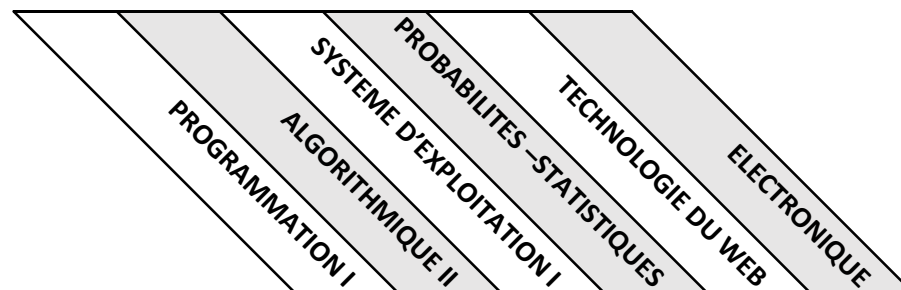 PROGRAMMATION I
ALGORITHMIQUE II
SYSTEME D’EXPLOITATION I
PROBABILITES –STATISTIQUES
TECHNOLOGIE DU WEB
ELECTRONIQUE